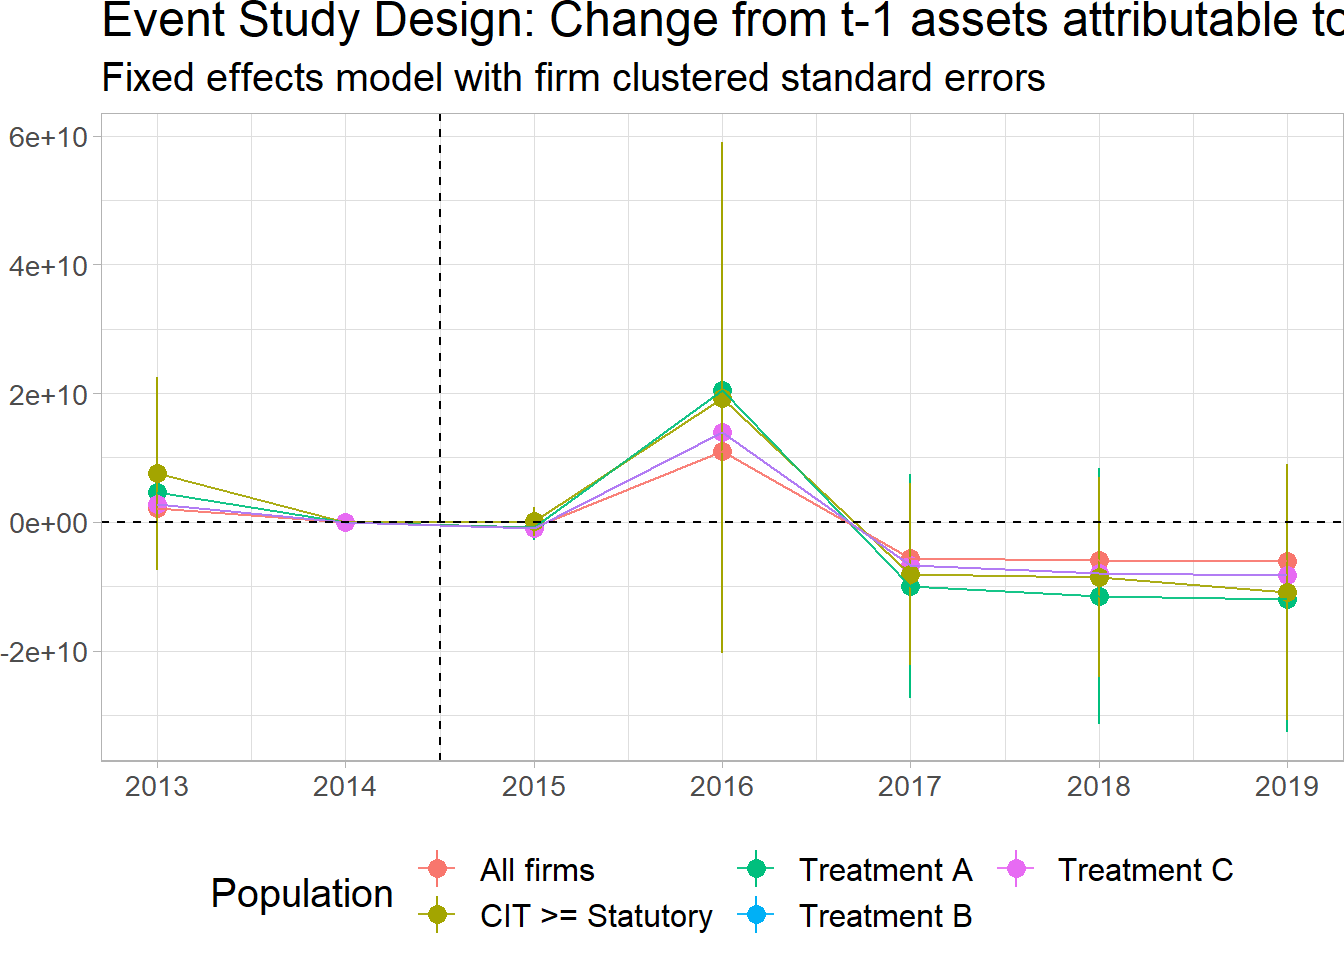 Event Study Design: Change from t-1 assets attributable to
Fixed effects model with firm clustered standard errors
6e+10
4e+10
2e+10
0e+00
-2e+10
2013 2014 2015 2016 2017 2018 2019
Population
All firms Treatment A Treatment C
CIT >= Statutory Treatment B